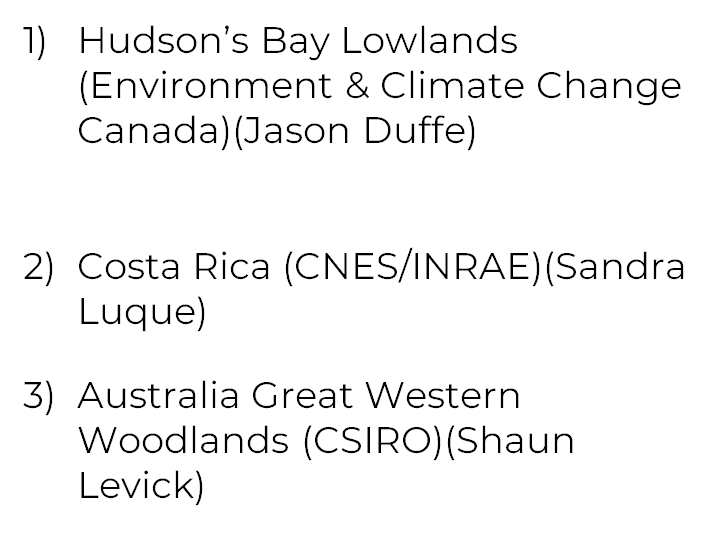 1) Hudson’s Bay Lowlands
(Environment & Climate Change
Canada)(Jason Duffe)
2) Costa Rica (CNES/INRAE)(Sandra
Luque)
3) Australia Great Western
Woodlands (CSIRO)(Shaun
Levick)